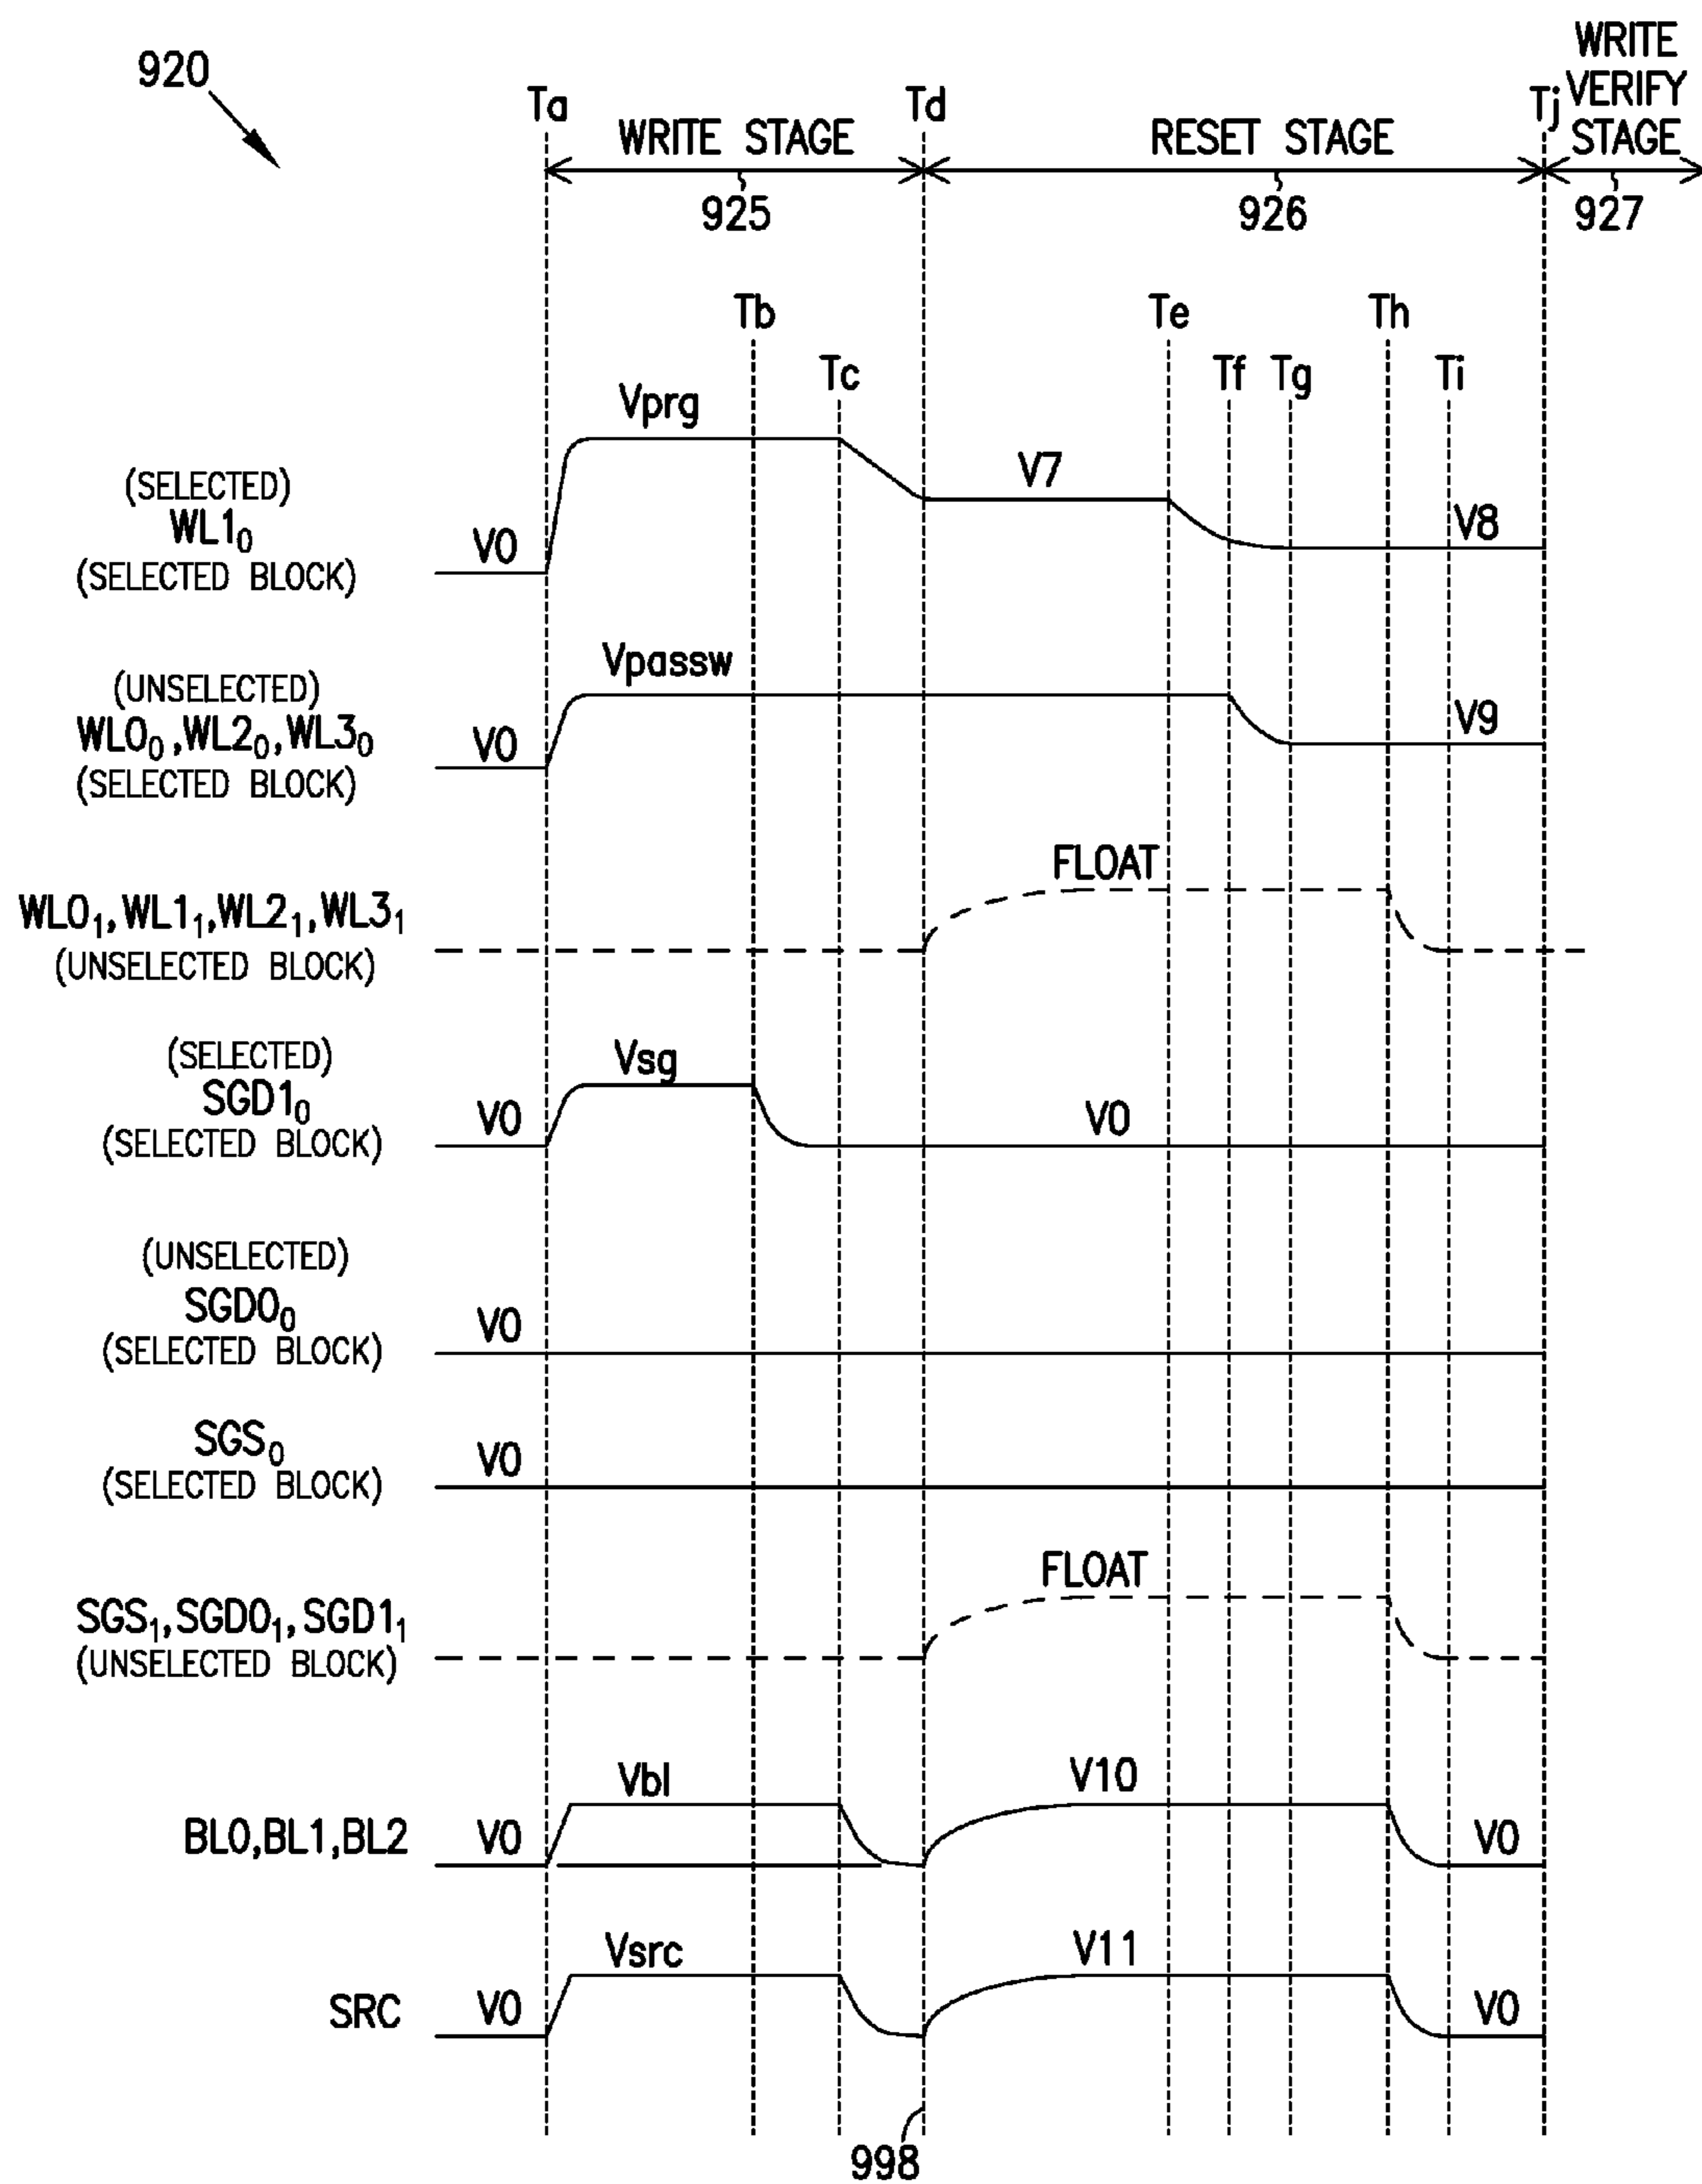 920
Ta
WRITE STAGE
925
Td
RESET STAGE
926
Tj
WRITE
VERIFY
STAGE
927
Tb
Tc
Te
Tf
Tg
Th
Ti
(SELECTED)
WL1₀
(SELECTED BLOCK)
V0
Vprg
V7
V8
(UNSELECTED)
WL0₀,WL2₀,WL3₀
(SELECTED BLOCK)
V0
Vpassw
V9
WL0₁,WL1₁,WL2₁,WL3₁
(UNSELECTED BLOCK)
FLOAT
(SELECTED)
SGD1₀
(SELECTED BLOCK)
V0
Vsg
V0
(UNSELECTED)
SGD0₀
(SELECTED BLOCK)
V0
SGS₀
(SELECTED BLOCK)
V0
SGS₁,SGD0₁,SGD1₁
(UNSELECTED BLOCK)
FLOAT
BL0,BL1,BL2
V0
Vbl
V10
V0
SRC
V0
Vsrc
V11
V0
998